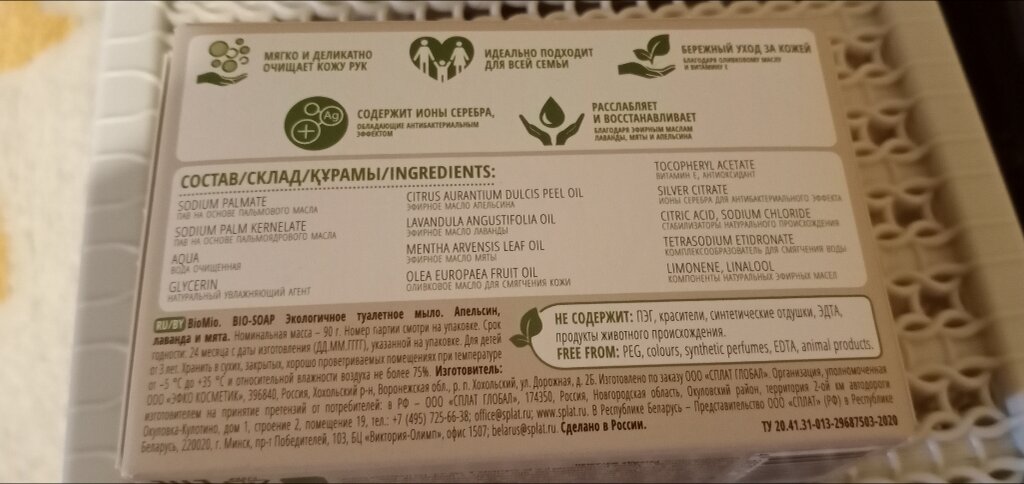 МЯГКО И ДЕЛИКАТНО
ОЧИЩАЕТ КОЖУ РУК
ИДЕАЛЬНО ПОДХОДИТ
ДЛЯ ВСЕЙ СЕМЬИ
БЕРЕЖНЫЙ УХОД ЗА КОЖЕЙ
БЛАГОДАРЯ ОЛИВКОВОМУ МАСЛУ
И ВИТАМИНУ Е
Ag
СОДЕРЖИТ ИОНЫ СЕРЕБРА,
ОБЛАДАЮЩИЕ АНТИБАКТЕРИАЛЬНЫМ
ЭФФЕКТОМ
РАССЛАБЛЯЕТ
И ВОССТАНАВЛИВАЕТ
БЛАГОДАРЯ ЭФИРНЫМ МАСЛАМ
ЛАВАНДЫ, МЯТЫ И АПЕЛЬСИНА
СОСТАВ/СКЛАД/ҚҰРАМЫ/INGREDIENTS:
SODIUM PALMATE
ПАВ НА ОСНОВЕ ПАЛЬМОВОГО МАСЛА
SODIUM PALM KERNELATE
ПАВ НА ОСНОВЕ ПАЛЬМОЯДРОВОГО МАСЛА
AQUA
ВОДА ОЧИЩЕННАЯ
GLYCERIN
НАТУРАЛЬНЫЙ УВЛАЖНЯЮЩИЙ АГЕНТ
CITRUS AURANTIUM DULCIS PEEL OIL
ЭФИРНОЕ МАСЛО АПЕЛЬСИНА
LAVANDULA ANGUSTIFOLIA OIL
ЭФИРНОЕ МАСЛО ЛАВАНДЫ
MENTHA ARVENSIS LEAF OIL
ЭФИРНОЕ МАСЛО МЯТЫ
OLEA EUROPAEA FRUIT OIL
ОЛИВКОВОЕ МАСЛО ДЛЯ СМЯГЧЕНИЯ КОЖИ
TOCOPHERYL ACETATE
ВИТАМИН Е, АНТИОКСИДАНТ
SILVER CITRATE
ИОНЫ СЕРЕБРА ДЛЯ АНТИБАКТЕРИАЛЬНОГО ЭФФЕКТА
CITRIC ACID, SODIUM CHLORIDE
СТАБИЛИЗАТОРЫ НАТУРАЛЬНОГО ПРОИСХОЖДЕНИЯ
TETRASODIUM ETIDRONATE
КОМПЛЕКСООБРАЗОВАТЕЛЬ ДЛЯ СМЯГЧЕНИЯ ВОДЫ
LIMONENE, LINALOOL
КОМПОНЕНТЫ НАТУРАЛЬНЫХ ЭФИРНЫХ МАСЕЛ
RU/BY BioMio. BIO-SOAP Экологичное туалетное мыло. Апельсин,
лаванда и мята. Номинальная масса – 90 г. Номер партии смотри на упаковке. Срок
годности: 24 месяца с даты изготовления (ДД.ММ.ГГГГ), указанной на упаковке. Для детей
от 3 лет. Хранить в сухих, закрытых, хорошо проветриваемых помещениях при температуре
от –5 °С до +35 °С и относительной влажности воздуха не более 75%. Изготовитель:
ООО «ЭФКО КОСМЕТИК», 396840, Россия, Хохольский р-н, Воронежская обл., р. п. Хохольский, ул. Дорожная, д. 2Б. Изготовлено по заказу ООО «СПЛАТ ГЛОБАЛ». Организация, уполномоченная
изготовителем на принятие претензий от потребителей: в РФ – ООО «СПЛАТ ГЛОБАЛ», 174350, Россия, Новгородская область, Окуловский район, территория 2-ой км автодороги
Окуловка-Кулотино, дом 1, строение 2, помещение 19, тел.: +7 (495) 725-66-38; office@splat.ru; www.splat.ru. В Республике Беларусь – Представительство ООО «СПЛАТ» (РФ) в Республике
Беларусь, 220020, г. Минск, пр-т Победителей, 103, БЦ «Виктория-Олимп», офис 1507; belarus@splat.ru. Сделано в России.
НЕ СОДЕРЖИТ: ПЭГ, красители, синтетические отдушки, ЭДТА,
продукты животного происхождения.
FREE FROM: PEG, colours, synthetic perfumes, EDTA, animal products.
ТУ 20.41.31-013-29687503-2020